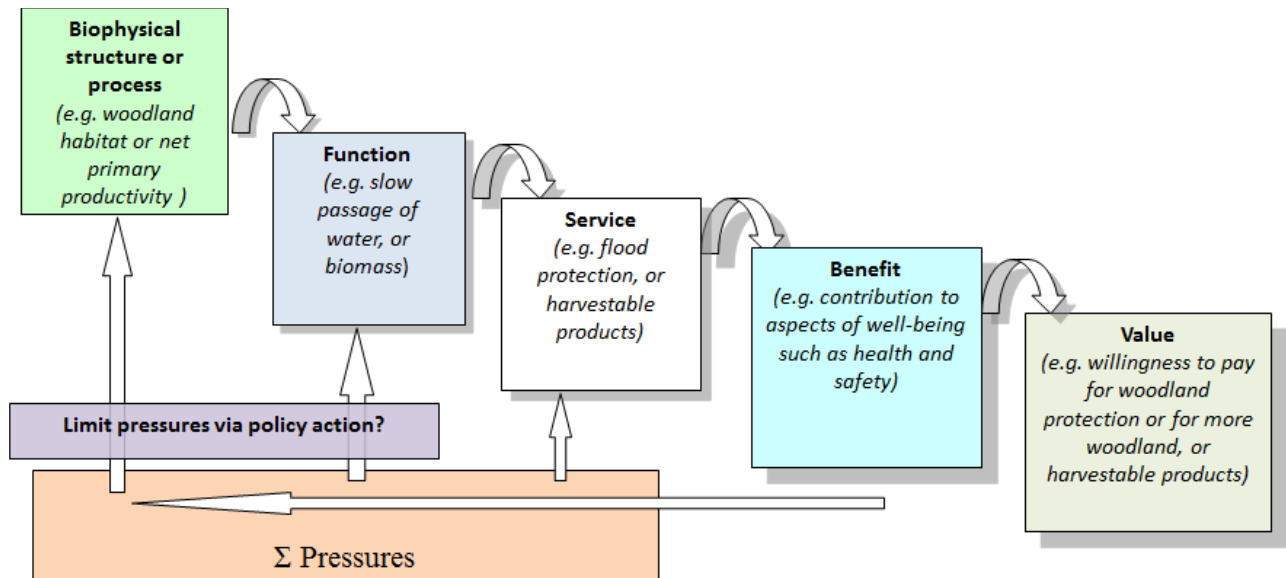 Biophysical
structure or
process
(e.g. woodland
habitat or net
primary
productivity )
Function
(e.g. slow
passage of
water, or
biomass)
Service
(e.g. flood
protection, or
harvestable
products)
Benefit
(e.g. contribution to
aspects of well-being
such as health and
safety)
Value
(e.g. willingness to pay
for woodland
protection or for more
woodland, or
harvestable products)
Limit pressures via policy action?
Σ Pressures